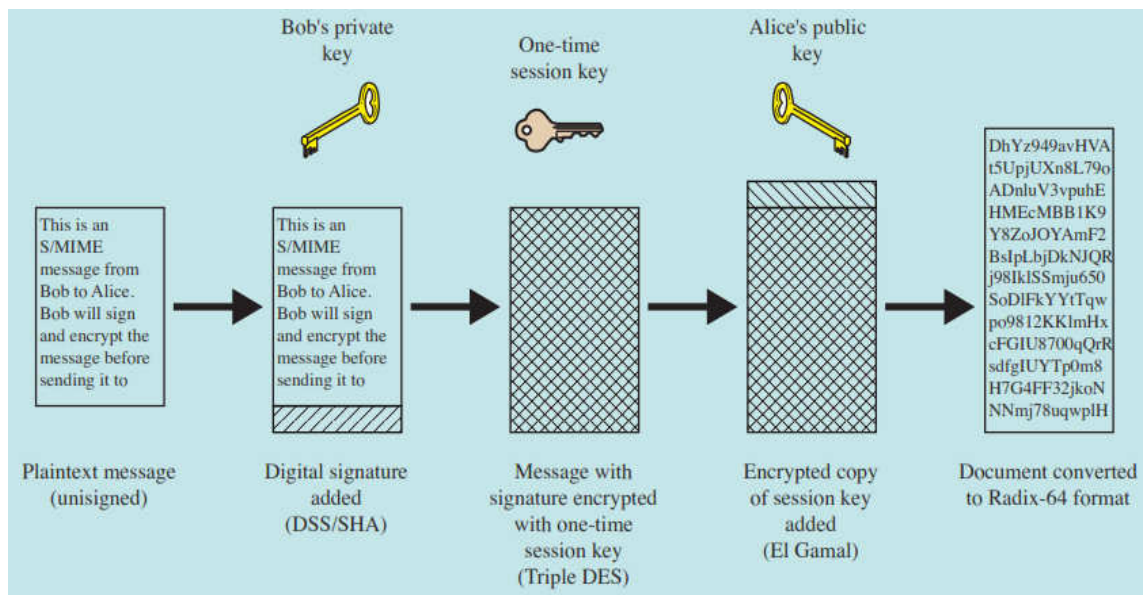 Bob's private
key
One-time
session key
Alice's public
key
This is an
S/MIME
message from
Bob to Alice.
Bob will sign
and encrypt the
message before
sending it to
This is an
S/MIME
message from
Bob to Alice.
Bob will sign
and encrypt the
message before
sending it to
DhYz949avHVA
t5UpjUXn8L79o
ADnluV3vpuhE
HMEcMBB1K9
Y8ZoJOYAmF2
BsIpLbjDkNJQR
j98IklSSmju650
SoDlFkYYtTqw
po9812KKlmHx
cFGIU8700qQrR
sdfgIUYTp0m8
H7G4FF32jkoN
NNmj78uqwplH
Plaintext message
(unisigned)
Digital signature
added
(DSS/SHA)
Message with
signature encrypted
with one-time
session key
(Triple DES)
Encrypted copy
of session key
added
(El Gamal)
Document converted
to Radix-64 format